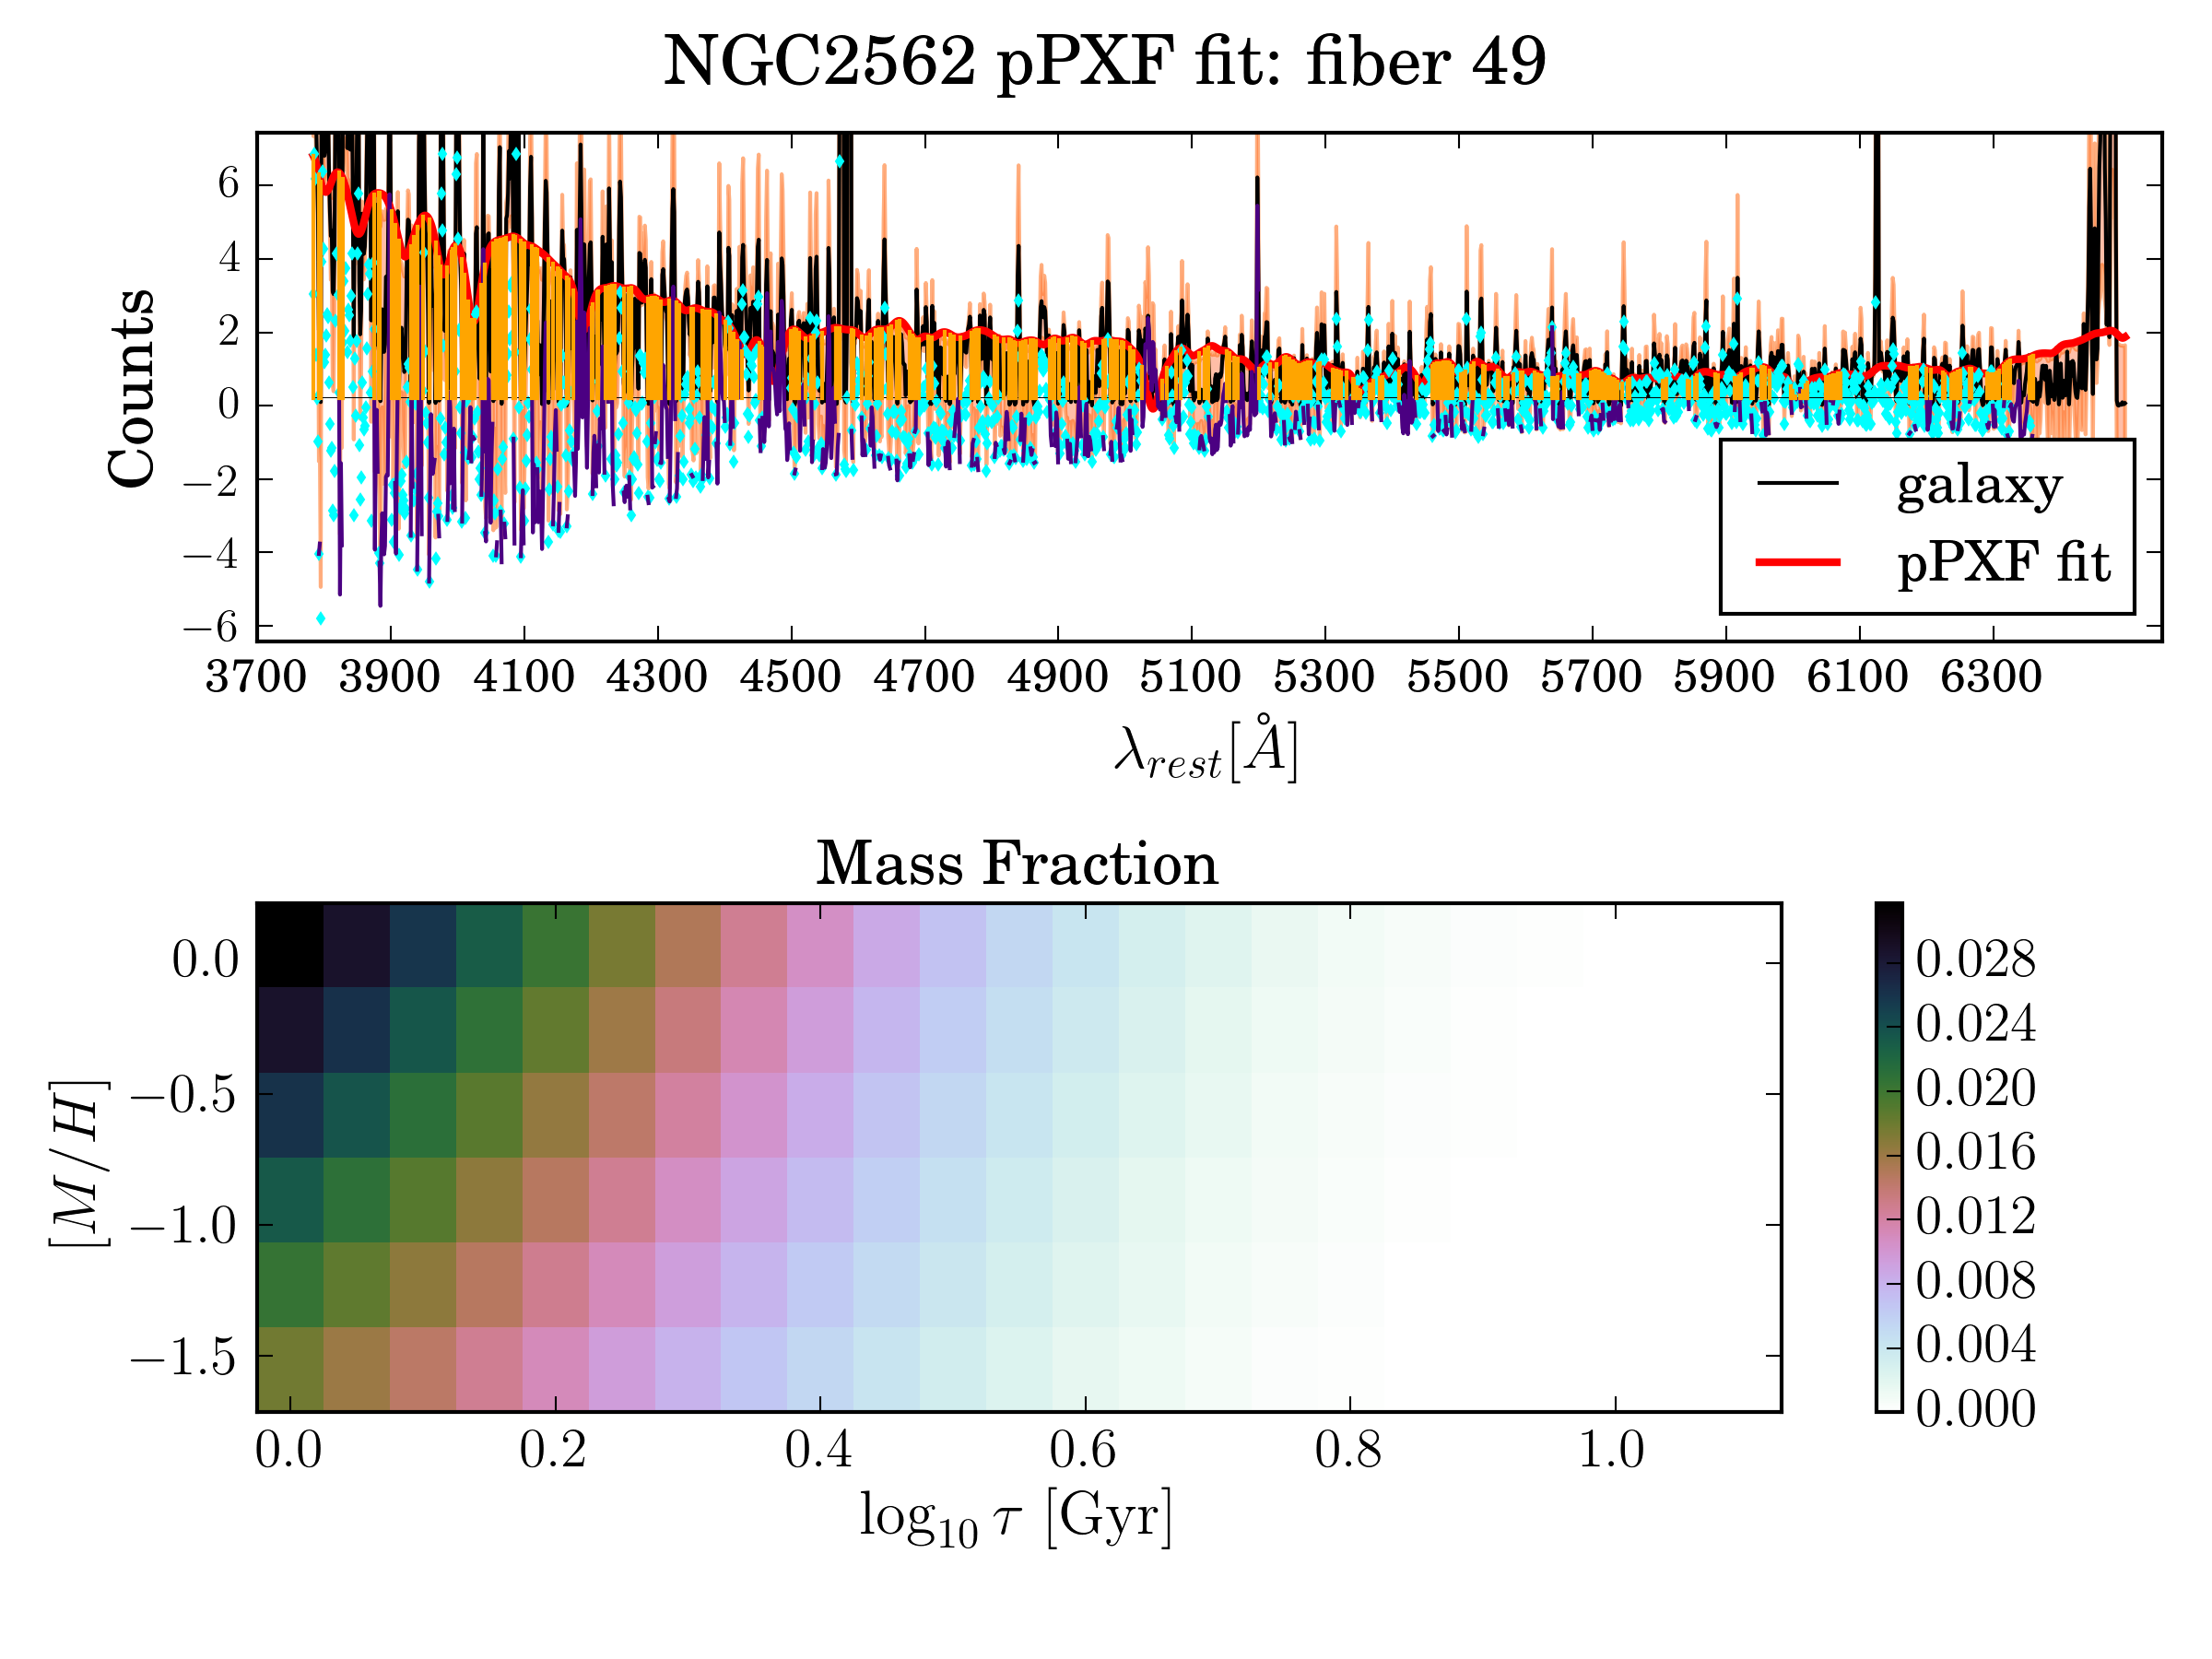 NGC2562 pPXF fit: fiber 49
Counts
6
4
2
0
−2
−4
−6
galaxy
pPXF fit
3700 3900 4100 4300 4500 4700 4900 5100 5300 5500 5700 5900 6100 6300
λrest[Å]
Mass Fraction
[M/H]
0.0
−0.5
−1.0
−1.5
0.028
0.024
0.020
0.016
0.012
0.008
0.004
0.000
0.0 0.2 0.4 0.6 0.8 1.0
log10 τ [Gyr]